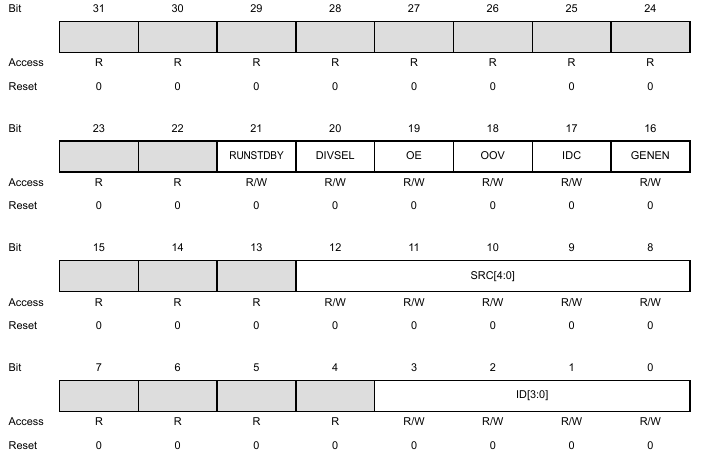 Bit 31 30 29 28 27 26 25 24
Access R R R R R R R R
Reset 0 0 0 0 0 0 0 0
Bit 23 22 21 20 19 18 17 16
RUNSTDBY DIVSEL OE OOV IDC GENEN
Access R R R/W R/W R/W R/W R/W R/W
Reset 0 0 0 0 0 0 0 0
Bit 15 14 13 12 11 10 9 8
SRC[4:0]
Access R R R R/W R/W R/W R/W R/W
Reset 0 0 0 0 0 0 0 0
Bit 7 6 5 4 3 2 1 0
ID[3:0]
Access R R R R R/W R/W R/W R/W
Reset 0 0 0 0 0 0 0 0